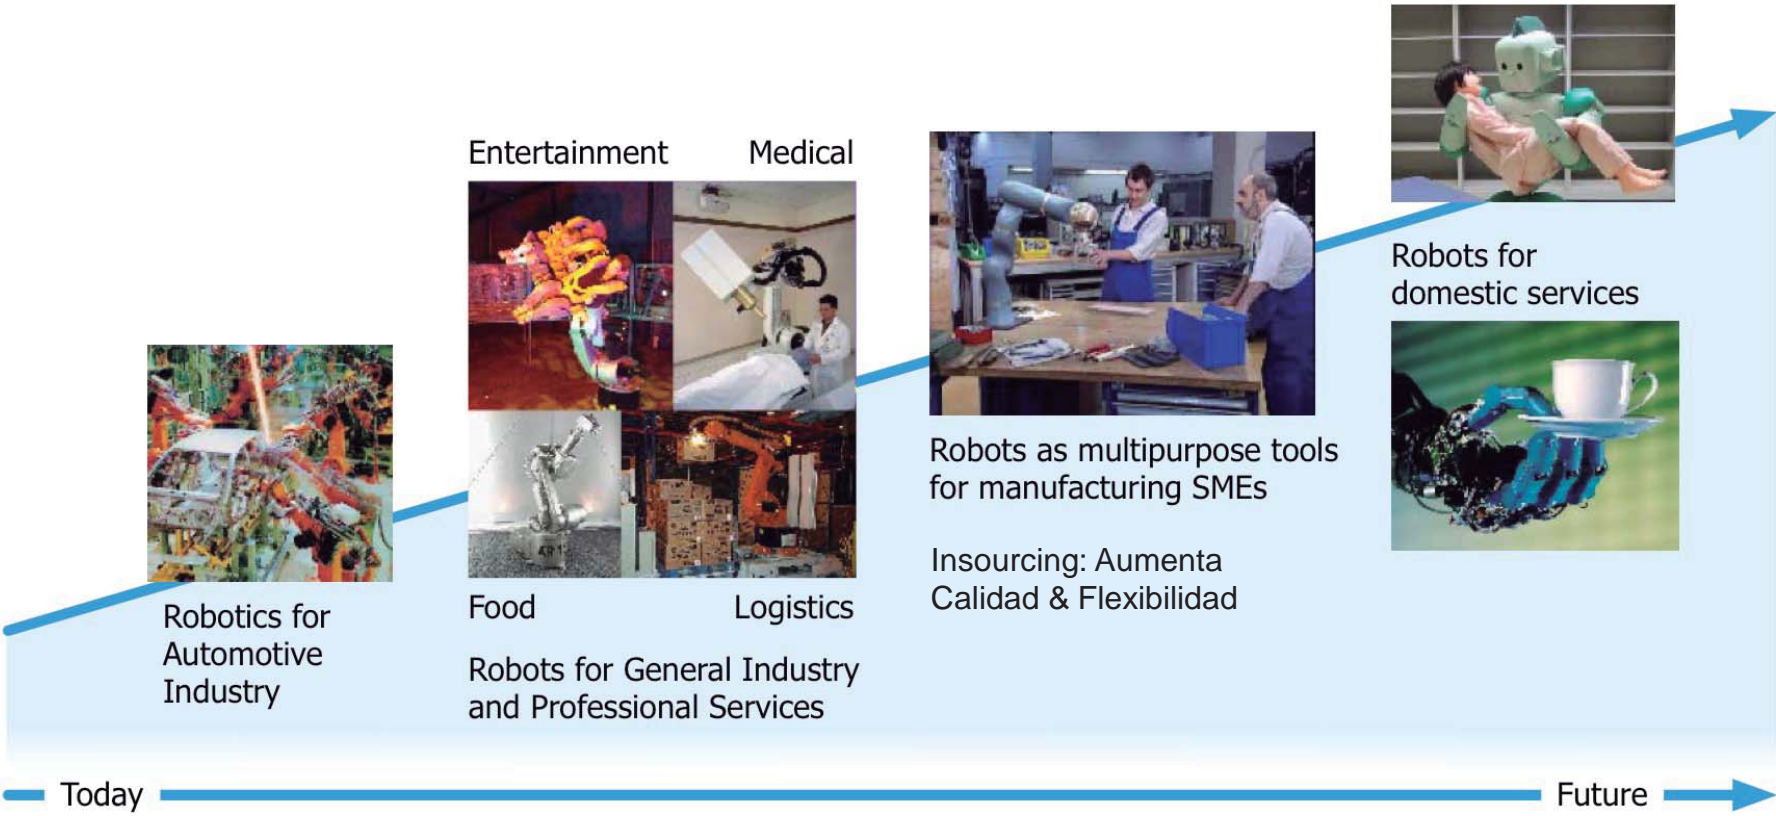 Entertainment
Medical
Food
Logistics
Robotics for
Automotive
Industry
Robots for General Industry
and Professional Services
Robots as multipurpose tools
for manufacturing SMEs
Insourcing: Aumenta
Calidad & Flexibilidad
Robots for
domestic services
Today
Future